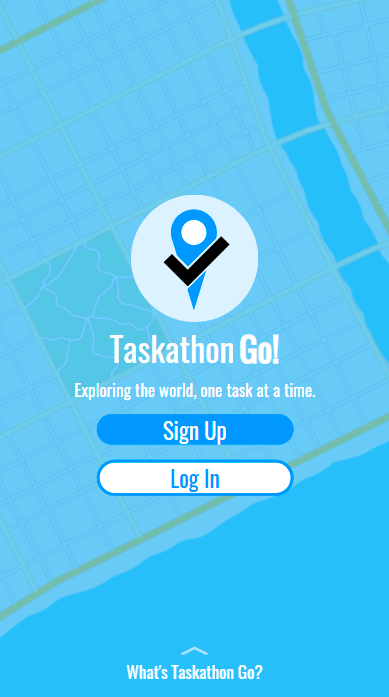 Taskathon Go!
Exploring the world, one task at a time.
Sign Up
Log In
What's Taskathon Go?